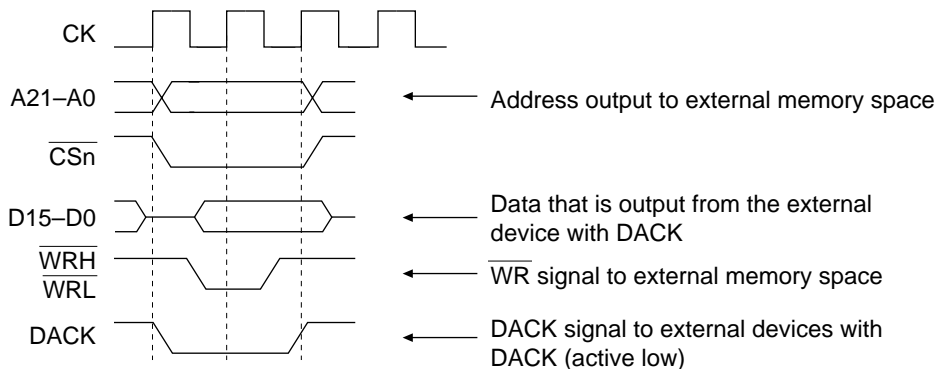 CK
A21–A0
Address output to external memory space
CSn
D15–D0
Data that is output from the external
device with DACK
WRH
WRL
WR signal to external memory space
DACK
DACK signal to external devices with
DACK (active low)